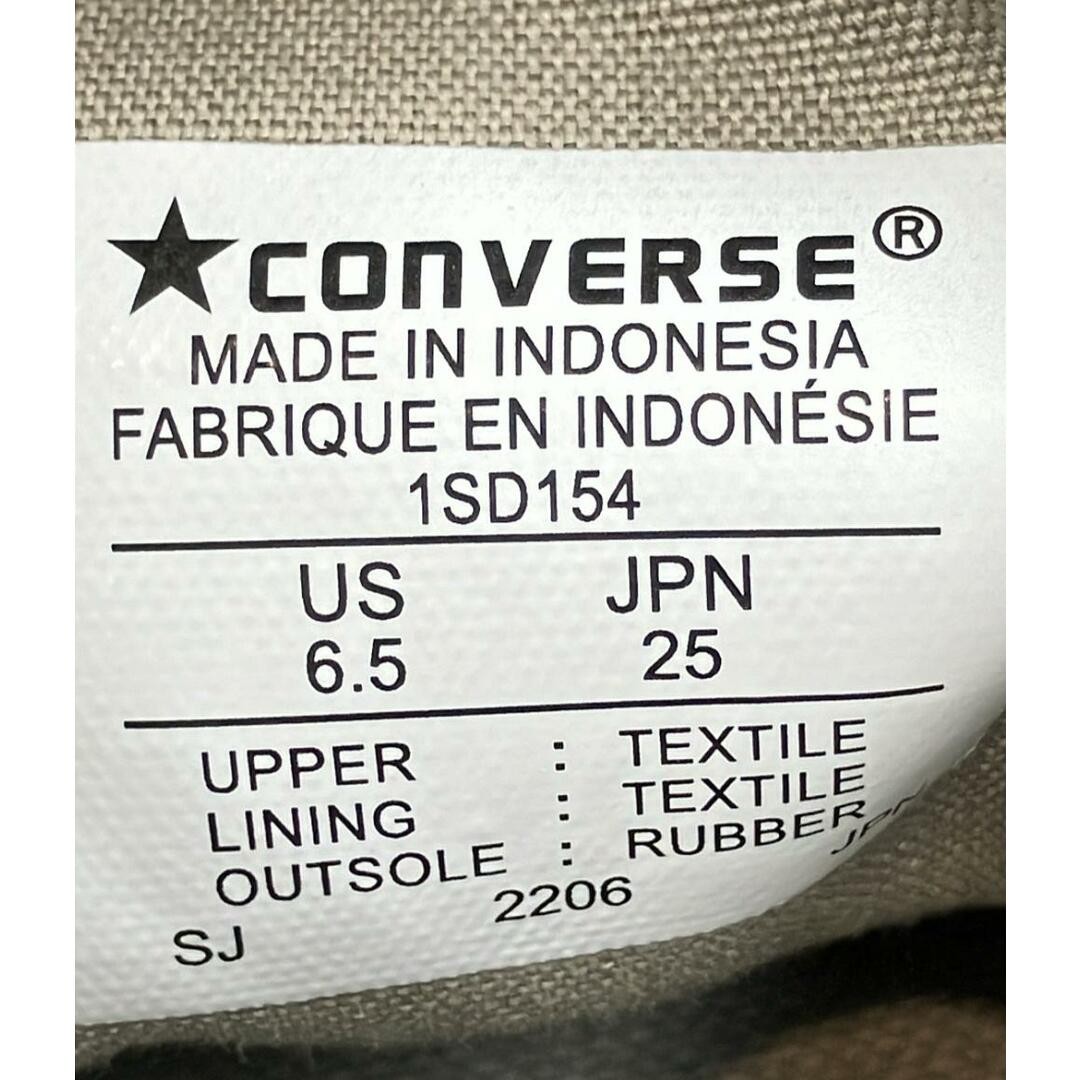 ★CONVERSE®
MADE IN INDONESIA
FABRIQUE EN INDONÉSIE
1SD154
US JPN
6.5 25
UPPER : TEXTILE
LINING : TEXTILE
OUTSOLE : RUBBER
SJ 2206 JPN